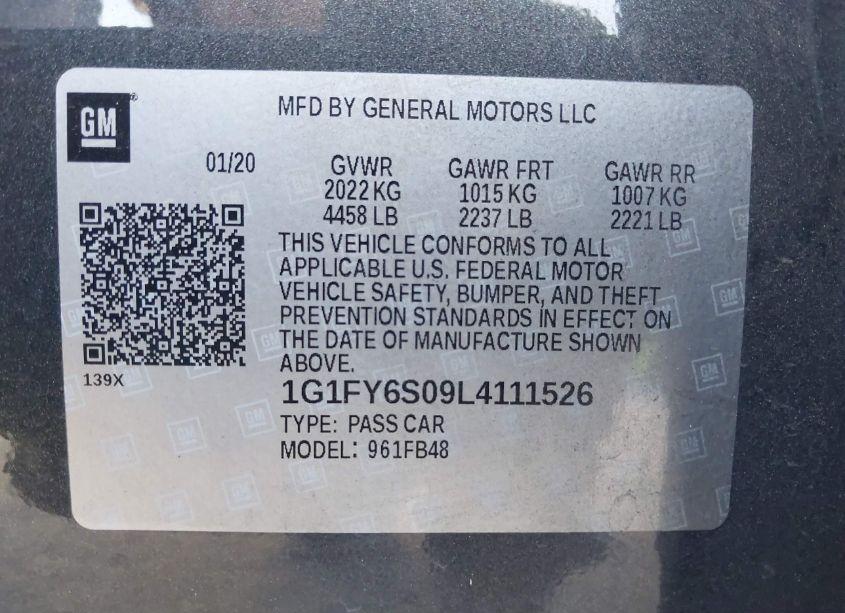 GM
MFD BY GENERAL MOTORS LLC
01/20 GVWR GAWR FRT GAWR RR
2022 KG 1015 KG 1007 KG
4458 LB 2237 LB 2221 LB
THIS VEHICLE CONFORMS TO ALL
APPLICABLE U.S. FEDERAL MOTOR
VEHICLE SAFETY, BUMPER, AND THEFT
PREVENTION STANDARDS IN EFFECT ON
THE DATE OF MANUFACTURE SHOWN
ABOVE.
139X
1G1FY6S09L4111526
TYPE: PASS CAR
MODEL: 961FB48